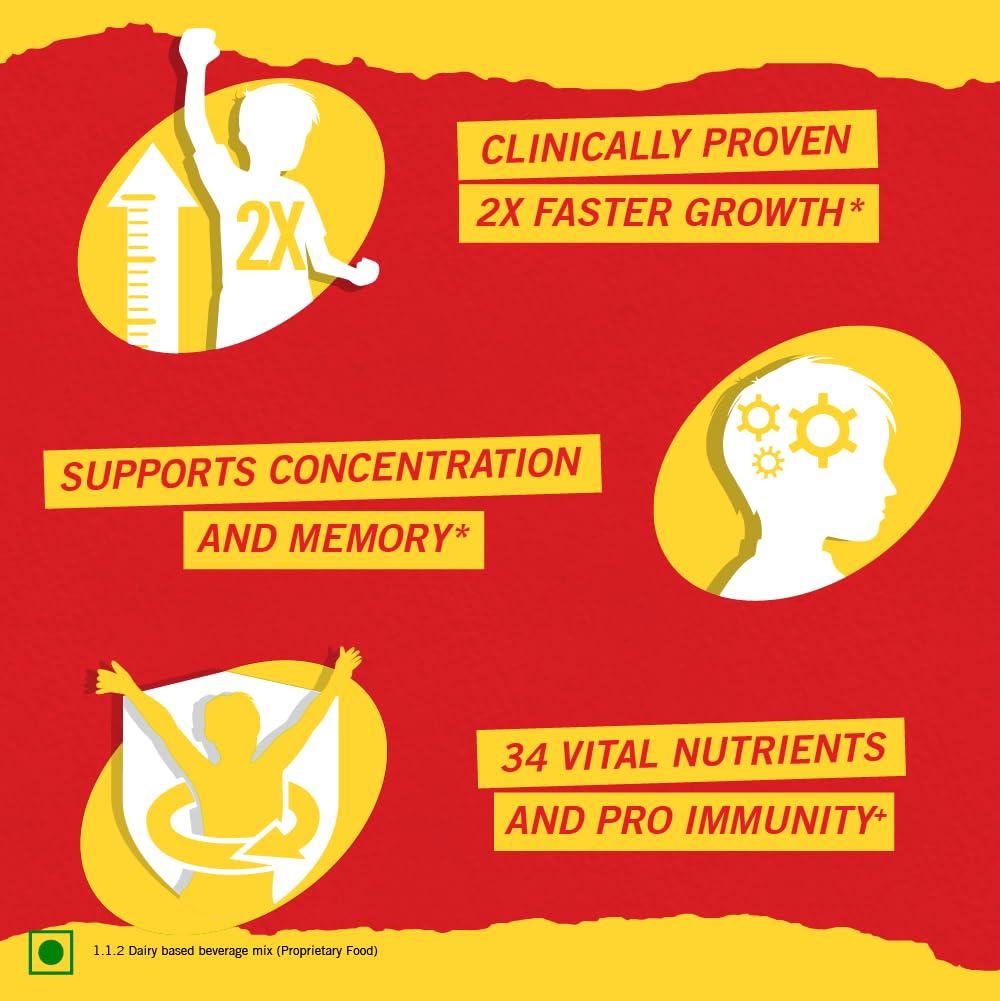 CLINICALLY PROVEN
2X FASTER GROWTH*
2X
SUPPORTS CONCENTRATION
AND MEMORY*
34 VITAL NUTRIENTS
AND PRO IMMUNITY+
1.1.2 Dairy based beverage mix (Proprietary Food)